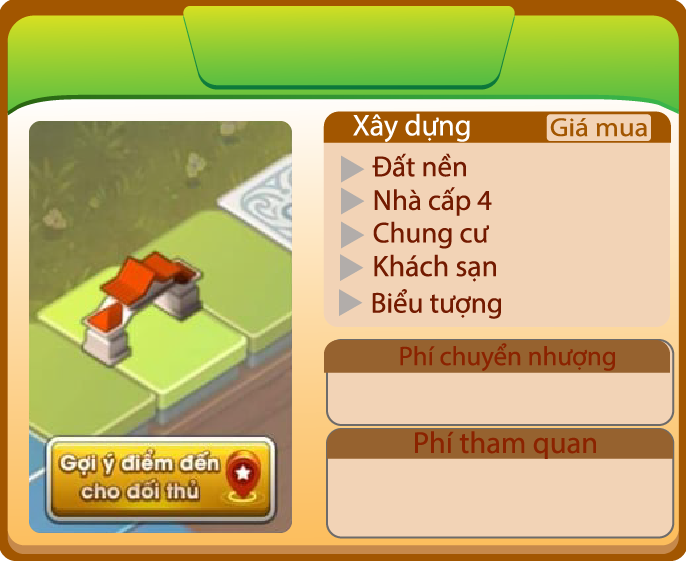 Xây dựng
Giá mua
Đất nền
Nhà cấp 4
Chung cư
Khách sạn
Biểu tượng
Phí chuyển nhượng
Phí tham quan
Gợi ý điểm đến
cho đối thủ